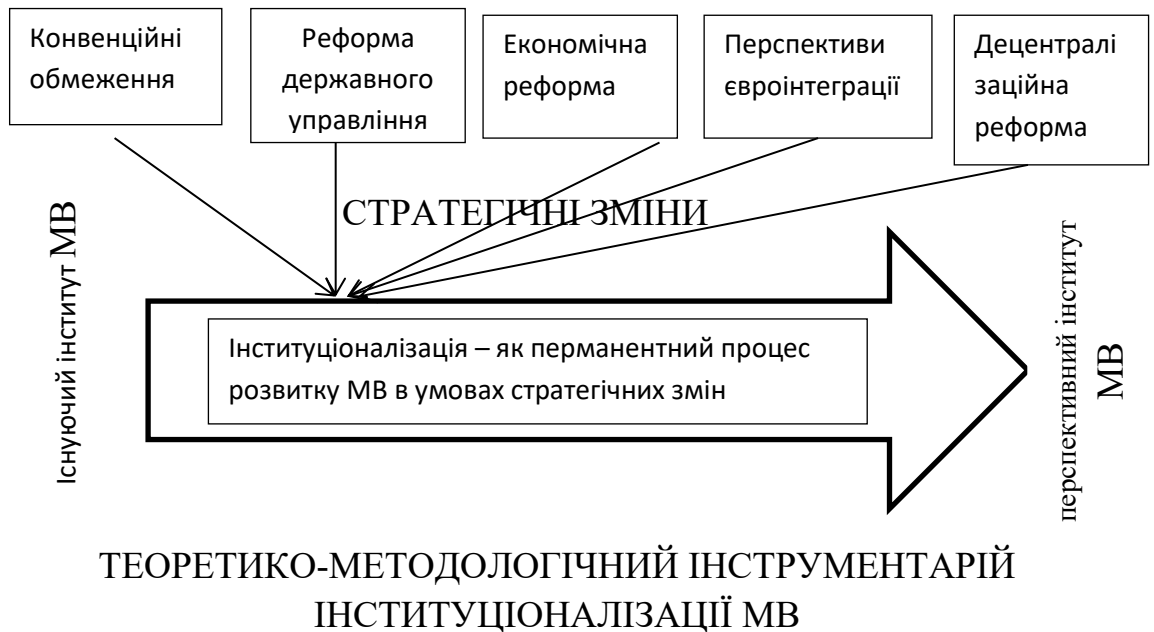 Конвенційні
обмеження
Реформа
державного
управління
Економічна
реформа
Перспективи
євроінтеграції
Децентралі
заційна
реформа
СТРАТЕГІЧНІ ЗМІНИ
Існуючий інститут МВ
Інституціоналізація – як перманентний процес
розвитку МВ в умовах стратегічних змін
перспективний інститут
МВ
ТЕОРЕТИКО-МЕТОДОЛОГІЧНИЙ ІНСТРУМЕНТАРІЙ
ІНСТИТУЦІОНАЛІЗАЦІЇ МВ